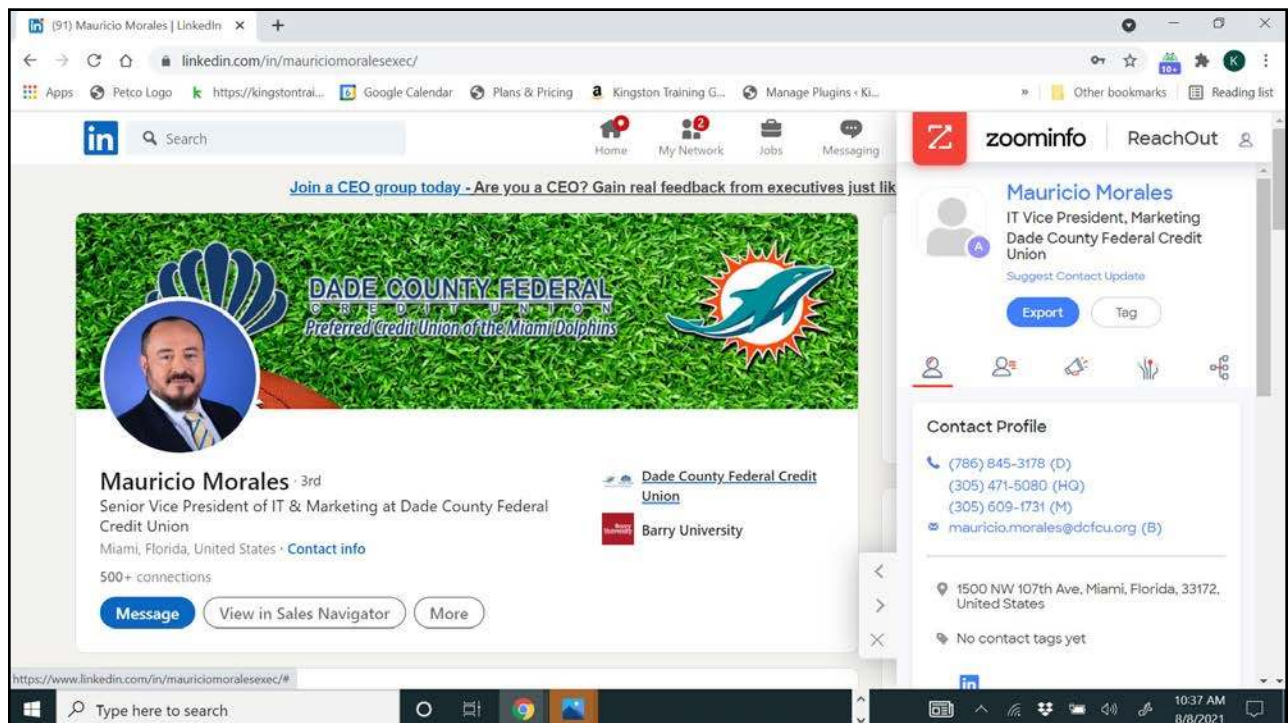 (91) Mauricio Morales | LinkedIn
linkedin.com/in/mauriciomoralesexec/
10+
K
Apps Petco Logo https://kingstontrai... Google Calendar Plans & Pricing Kingston Training G... Manage Plugins ‹ Ki... » Other bookmarks Reading list
in
Search
2
Home My Network Jobs Messaging
zoominfo ReachOut
Join a CEO group today - Are you a CEO? Gain real feedback from executives just lik
DADE COUNTY FEDERAL
CREDIT UNION
Preferred Credit Union of the Miami Dolphins
Mauricio Morales · 3rd
Senior Vice President of IT & Marketing at Dade County Federal
Credit Union
Miami, Florida, United States · Contact info
500+ connections
Message View in Sales Navigator More
Dade County Federal Credit
Union
Barry University
Mauricio Morales
IT Vice President, Marketing
Dade County Federal Credit
Union
A
Suggest Contact Update
Export Tag
Contact Profile
(786) 845-3178 (D)
(305) 471-5080 (HQ)
(305) 609-1731 (M)
mauricio.morales@dcfcu.org (B)
1500 NW 107th Ave, Miami, Florida, 33172,
United States
No contact tags yet
in
https://www.linkedin.com/in/mauriciomoralesexec/#
Type here to search
10:37 AM
8/8/2021